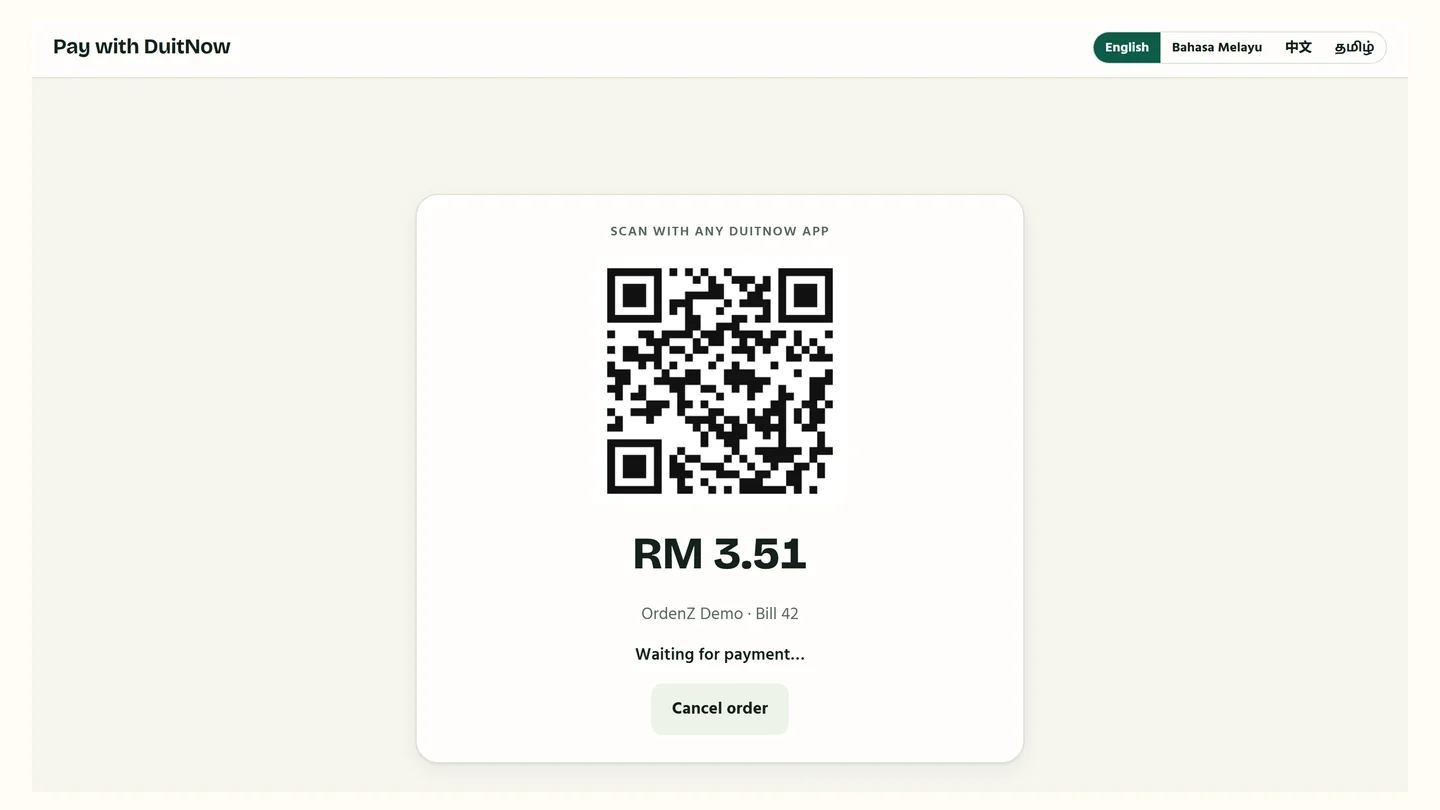 Pay with DuitNow
English
Bahasa Melayu
中文
தமிழ்
SCAN WITH ANY DUITNOW APP
RM 3.51
OrdenZ Demo · Bill 42
Waiting for payment...
Cancel order